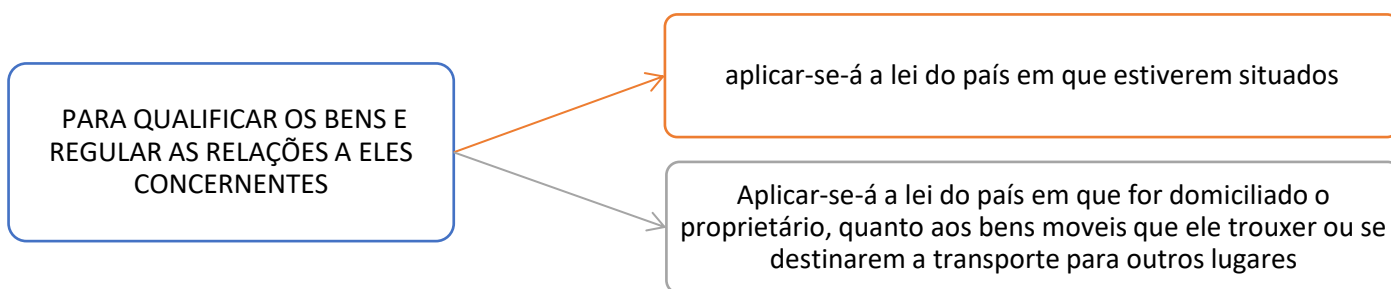 PARA QUALIFICAR OS BENS E
REGULAR AS RELAÇÕES A ELES
CONCERNENTES
aplicar-se-á a lei do país em que estiverem situados
Aplicar-se-á a lei do país em que for domiciliado o
proprietário, quanto aos bens moveis que ele trouxer ou se
destinarem a transporte para outros lugares